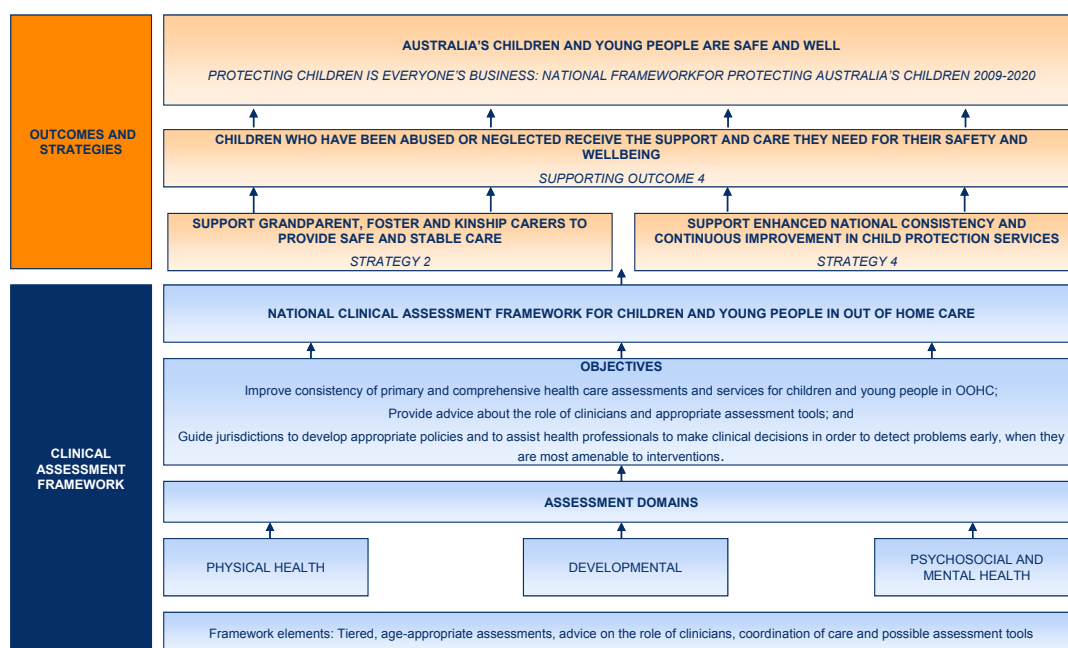 OUTCOMES AND
STRATEGIES
AUSTRALIA'S CHILDREN AND YOUNG PEOPLE ARE SAFE AND WELL
PROTECTING CHILDREN IS EVERYONE'S BUSINESS: NATIONAL FRAMEWORKFOR PROTECTING AUSTRALIA'S CHILDREN 2009-2020
CHILDREN WHO HAVE BEEN ABUSED OR NEGLECTED RECEIVE THE SUPPORT AND CARE THEY NEED FOR THEIR SAFETY AND
WELLBEING
SUPPORTING OUTCOME 4
SUPPORT GRANDPARENT, FOSTER AND KINSHIP CARERS TO
PROVIDE SAFE AND STABLE CARE
STRATEGY 2
SUPPORT ENHANCED NATIONAL CONSISTENCY AND
CONTINUOUS IMPROVEMENT IN CHILD PROTECTION SERVICES
STRATEGY 4
CLINICAL
ASSESSMENT
FRAMEWORK
NATIONAL CLINICAL ASSESSMENT FRAMEWORK FOR CHILDREN AND YOUNG PEOPLE IN OUT OF HOME CARE
OBJECTIVES
Improve consistency of primary and comprehensive health care assessments and services for children and young people in OOHC;
Provide advice about the role of clinicians and appropriate assessment tools; and
Guide jurisdictions to develop appropriate policies and to assist health professionals to make clinical decisions in order to detect problems early, when they
are most amenable to interventions.
ASSESSMENT DOMAINS
PHYSICAL HEALTH
DEVELOPMENTAL
PSYCHOSOCIAL AND
MENTAL HEALTH
Framework elements: Tiered, age-appropriate assessments, advice on the role of clinicians, coordination of care and possible assessment tools